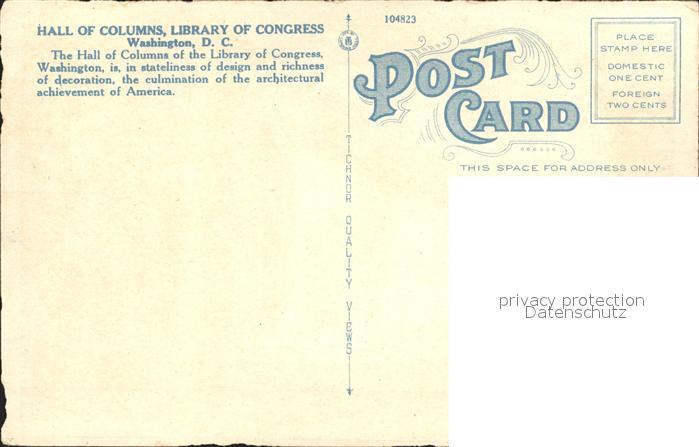 HALL OF COLUMNS, LIBRARY OF CONGRESS
Washington, D. C.
The Hall of Columns of the Library of Congress,
Washington, is, in stateliness of design and richness
of decoration, the culmination of the architectural
achievement of America.
TICHNOR QUALITY VIEWS
104823
POST
CARD
PLACE
STAMP HERE
DOMESTIC
ONE CENT
FOREIGN
TWO CENTS
THIS SPACE FOR ADDRESS ONLY
privacy protection
Datenschutz